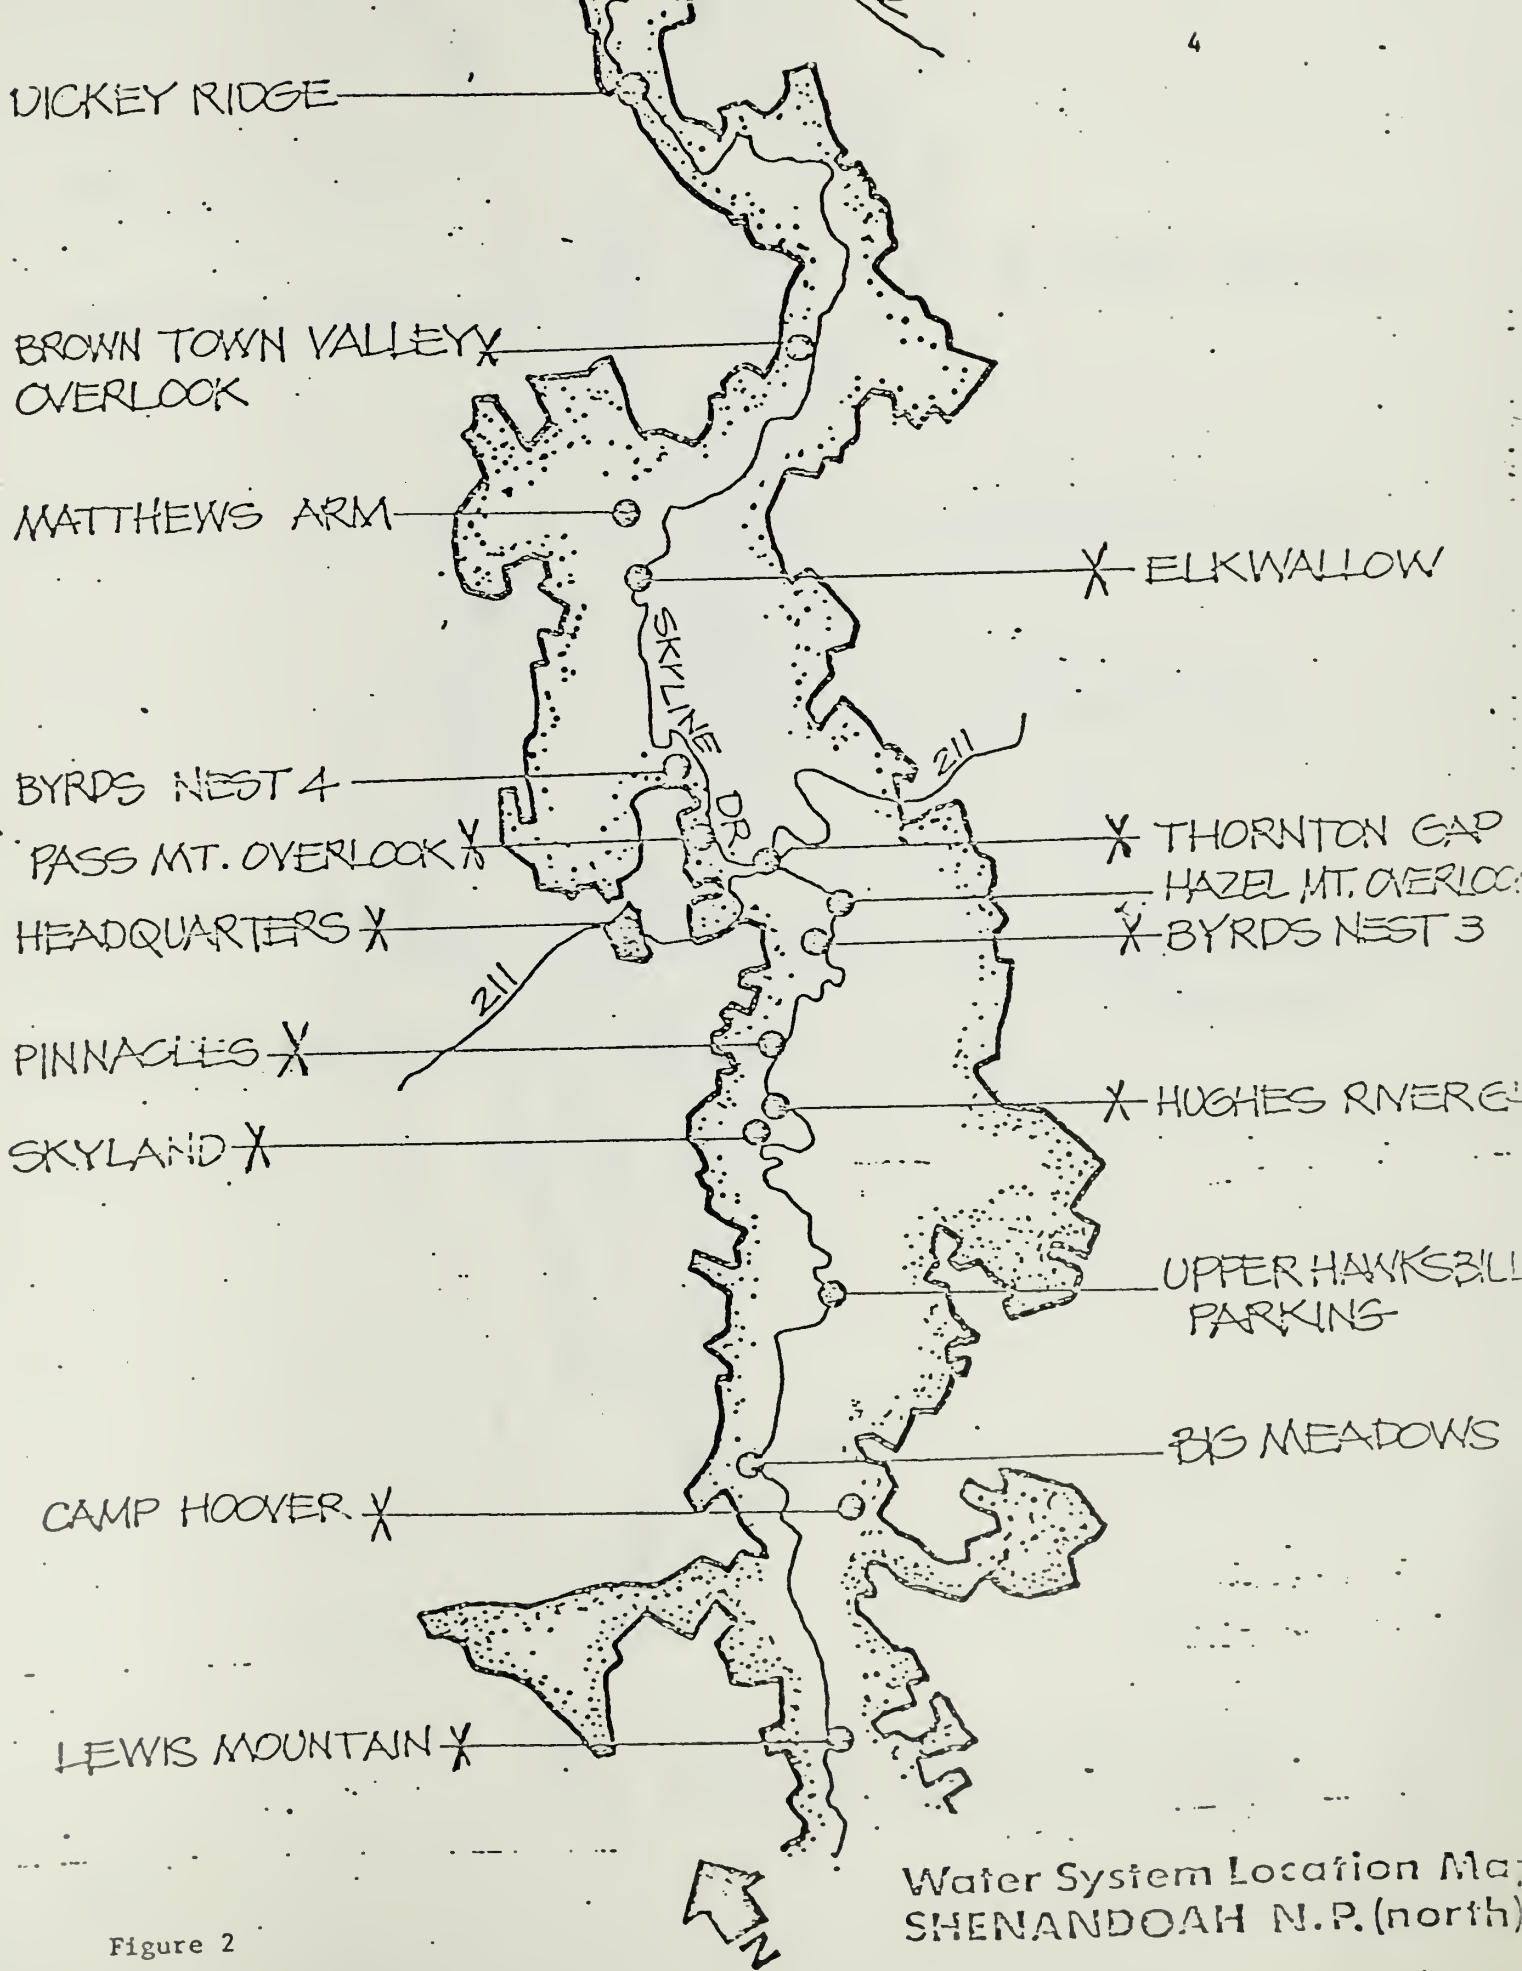 4
DICKEY RIDGE
BROWN TOWN VALLEY X
OVERLOOK
MATTHEWS ARM
X ELKWALLOW
SKYLINE DR.
211
BYRDS NEST 4
PASS MT. OVERLOOK X
X THORNTON GAP
HAZEL MT. OVERLOO
HEADQUARTERS X
X BYRDS NEST 3
211
PINNACLES X
X HUGHES RIVER
SKYLAND X
UPPER HAWKSBILL
PARKING
BIG MEADOWS
CAMP HOOVER X
LEWIS MOUNTAIN X
N
Water System Location Ma
SHENANDOAH N.P. (north)
Figure 2